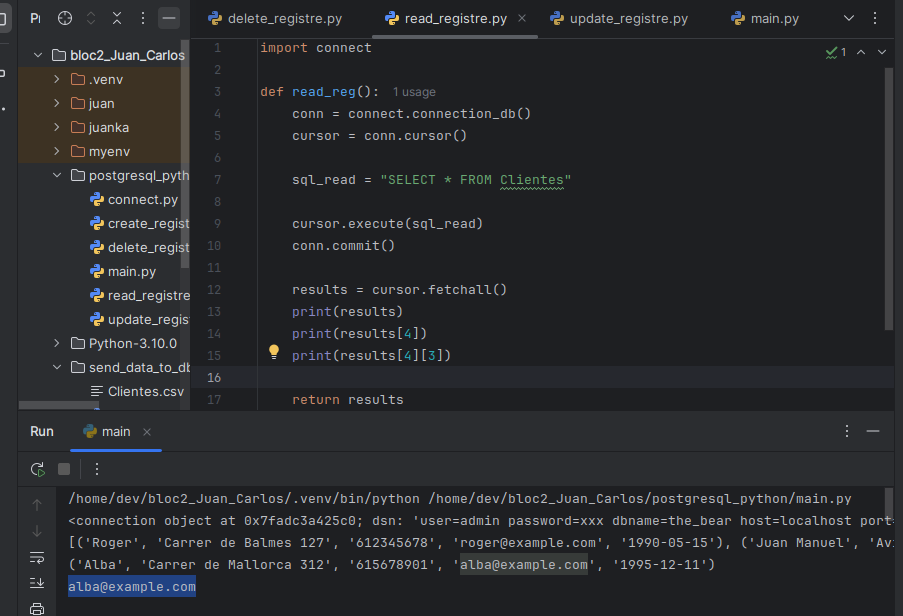 Pı
delete_registre.py
read_registre.py
update_registre.py
main.py
bloc2_Juan_Carlos
.venv
juan
juanka
myenv
postgresql_pyth
connect.py
create_regist
delete_regist
main.py
read_registre
update_regis
Python-3.10.0
send_data_to_db
Clientes.csv
1 import connect
2
3 def read_reg(): 1 usage
4 conn = connect.connection_db()
5 cursor = conn.cursor()
6
7 sql_read = "SELECT * FROM Clientes"
8
9 cursor.execute(sql_read)
10 conn.commit()
11
12 results = cursor.fetchall()
13 print(results)
14 print(results[4])
15 print(results[4][3])
16
17 return results
1
Run
main
/home/dev/bloc2_Juan_Carlos/.venv/bin/python /home/dev/bloc2_Juan_Carlos/postgresql_python/main.py
<connection object at 0x7fadc3a425c0; dsn: 'user=admin password=xxx dbname=the_bear host=localhost port=
[('Roger', 'Carrer de Balmes 127', '612345678', 'roger@example.com', '1990-05-15'), ('Juan Manuel', 'Avi
('Alba', 'Carrer de Mallorca 312', '615678901', 'alba@example.com', '1995-12-11')
alba@example.com